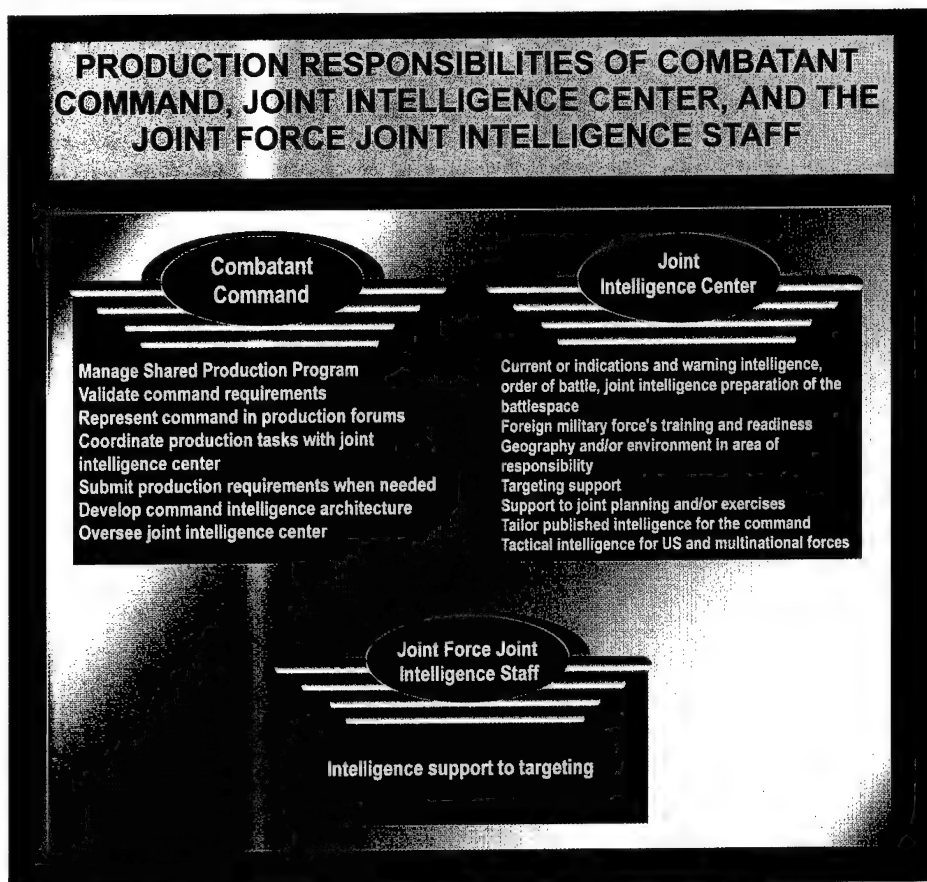 PRODUCTION RESPONSIBILITIES OF COMBATANT
COMMAND, JOINT INTELLIGENCE CENTER, AND THE
JOINT FORCE JOINT INTELLIGENCE STAFF
Combatant
Command
Manage Shared Production Program
Validate command requirements
Represent command in production forums
Coordinate production tasks with joint
intelligence center
Submit production requirements when needed
Develop command intelligence architecture
Oversee joint intelligence center
Joint
Intelligence Center
Current or indications and warning intelligence,
order of battle, joint intelligence preparation of the
battlespace
Foreign military force's training and readiness
Geography and/or environment in area of
responsibility
Targeting support
Support to joint planning and/or exercises
Tailor published intelligence for the command
Tactical intelligence for US and multinational forces
Joint Force Joint
Intelligence Staff
Intelligence support to targeting